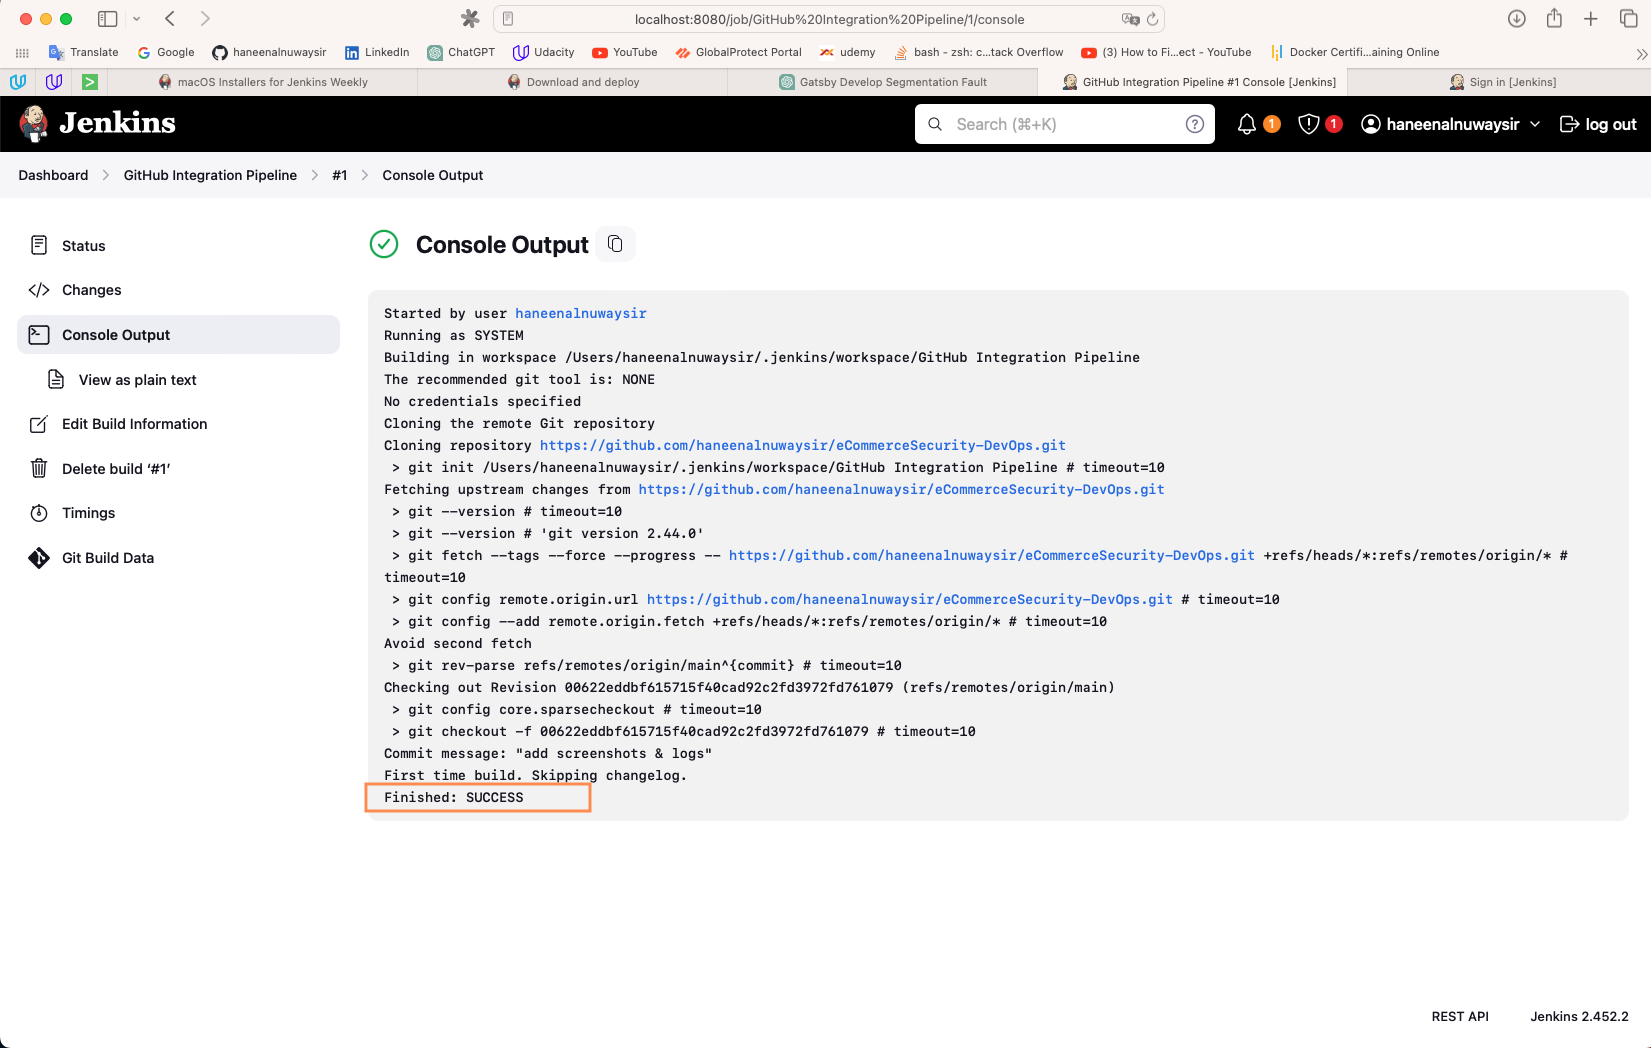 localhost:8080/job/GitHub%20Integration%20Pipeline/1/console
Translate
Google
haneenalnuwaysir
LinkedIn
ChatGPT
Udacity
YouTube
GlobalProtect Portal
udemy
bash - zsh: c...tack Overflow
(3) How to Fi...ect - YouTube
Docker Certifi...aining Online
macOS Installers for Jenkins Weekly
Download and deploy
Gatsby Develop Segmentation Fault
GitHub Integration Pipeline #1 Console [Jenkins]
Sign in [Jenkins]
Jenkins
Search (⌘+K)
1
1
haneenalnuwaysir
log out
Dashboard
GitHub Integration Pipeline
#1
Console Output
Status
Changes
Console Output
View as plain text
Edit Build Information
Delete build ‘#1’
Timings
Git Build Data
Console Output
Started by user haneenalnuwaysir
Running as SYSTEM
Building in workspace /Users/haneenalnuwaysir/.jenkins/workspace/GitHub Integration Pipeline
The recommended git tool is: NONE
No credentials specified
Cloning the remote Git repository
Cloning repository https://github.com/haneenalnuwaysir/eCommerceSecurity-DevOps.git
> git init /Users/haneenalnuwaysir/.jenkins/workspace/GitHub Integration Pipeline # timeout=10
Fetching upstream changes from https://github.com/haneenalnuwaysir/eCommerceSecurity-DevOps.git
> git --version # timeout=10
> git --version # 'git version 2.44.0'
> git fetch --tags --force --progress -- https://github.com/haneenalnuwaysir/eCommerceSecurity-DevOps.git +refs/heads/*:refs/remotes/origin/* #
timeout=10
> git config remote.origin.url https://github.com/haneenalnuwaysir/eCommerceSecurity-DevOps.git # timeout=10
> git config --add remote.origin.fetch +refs/heads/*:refs/remotes/origin/* # timeout=10
Avoid second fetch
> git rev-parse refs/remotes/origin/main^{commit} # timeout=10
Checking out Revision 00622eddbf615715f40cad92c2fd3972fd761079 (refs/remotes/origin/main)
> git config core.sparsecheckout # timeout=10
> git checkout -f 00622eddbf615715f40cad92c2fd3972fd761079 # timeout=10
Commit message: "add screenshots & logs"
First time build. Skipping changelog.
Finished: SUCCESS
REST API
Jenkins 2.452.2